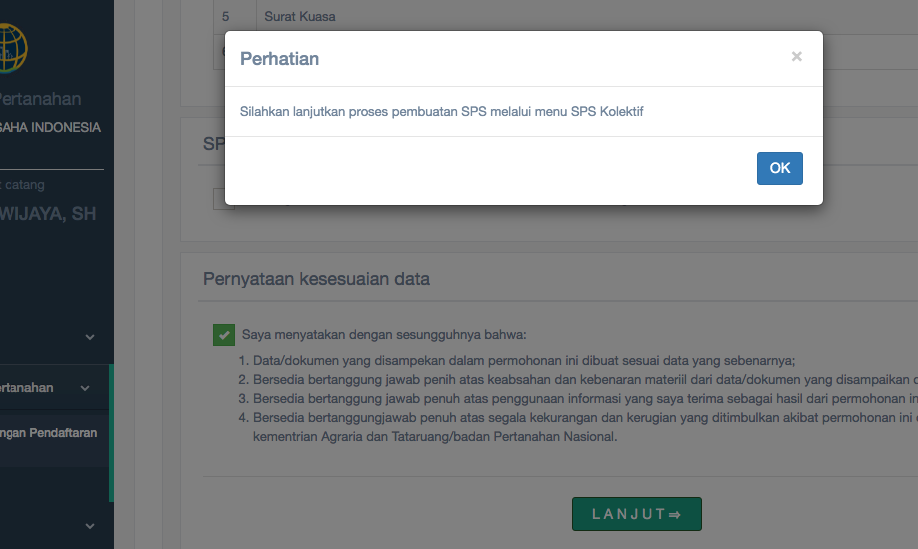 5 Surat Kuasa
Perhatian ×
Silahkan lanjutkan proses pembuatan SPS melalui menu SPS Kolektif
OK
ertanahan
SAHA INDONESIA
catang
WIJAYA, SH
rtanahan
ngan Pendaftaran
SP
Pernyataan kesesuaian data
Saya menyatakan dengan sesungguhnya bahwa:
1. Data/dokumen yang disampekan dalam permohonan ini dibuat sesuai data yang sebenarnya;
2. Bersedia bertanggung jawab penih atas keabsahan dan kebenaran materiil dari data/dokumen yang disampaikan
3. Bersedia bertanggung jawab penuh atas penggunaan informasi yang saya terima sebagai hasil dari permohonan in
4. Bersedia bertanggungjawab penuh atas segala kekurangan dan kerugian yang ditimbulkan akibat permohonan ini
kementrian Agraria dan Tataruang/badan Pertanahan Nasional.
LANJUT⇒